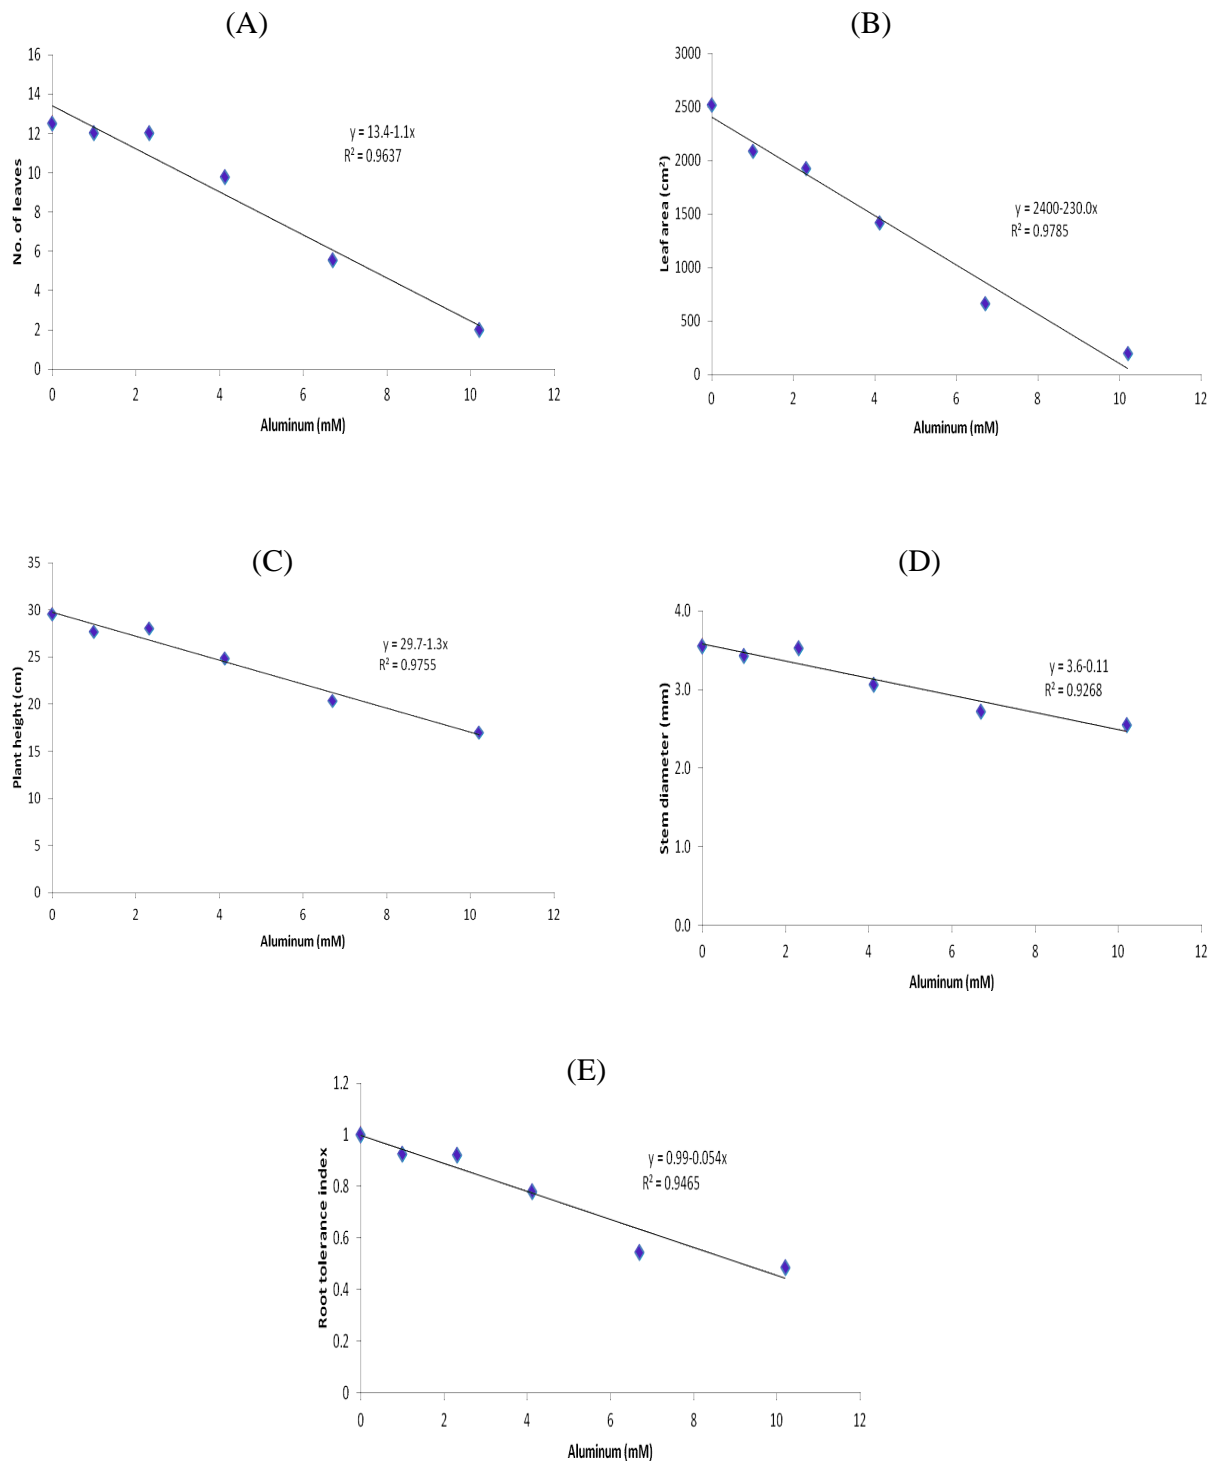 (A)
16
14
12
10
8
6
4
2
0
0 2 4 6 8 10 12
No. of leaves
Aluminum (mM)
y = 13.4-1.1x
R² = 0.9637
(B)
3000
2500
2000
1500
1000
500
0
0 2 4 6 8 10 12
Leaf area (cm²)
Aluminum (mM)
y = 2400-230.0x
R² = 0.9785
(C)
35
30
25
20
15
10
5
0
0 2 4 6 8 10 12
Plant height (cm)
Aluminum (mM)
y = 29.7-1.3x
R² = 0.9755
(D)
4.0
3.0
2.0
1.0
0.0
0 2 4 6 8 10 12
Stem diameter (mm)
Aluminum (mM)
y = 3.6-0.11
R² = 0.9268
(E)
1.2
1
0.8
0.6
0.4
0.2
0
0 2 4 6 8 10 12
Root tolerance index
Aluminum (mM)
y = 0.99-0.054x
R² = 0.9465